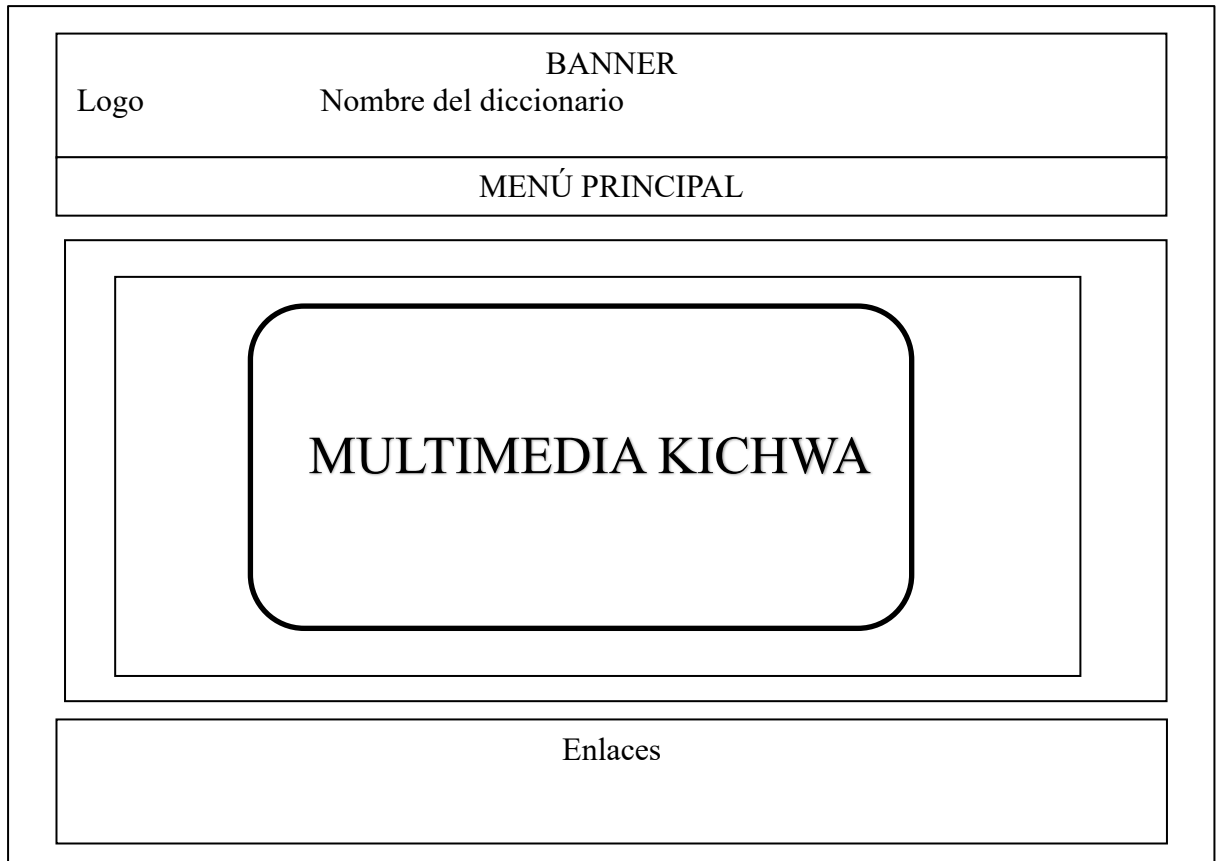 BANNER
Logo Nombre del diccionario
MENÚ PRINCIPAL
MULTIMEDIA KICHWA
Enlaces